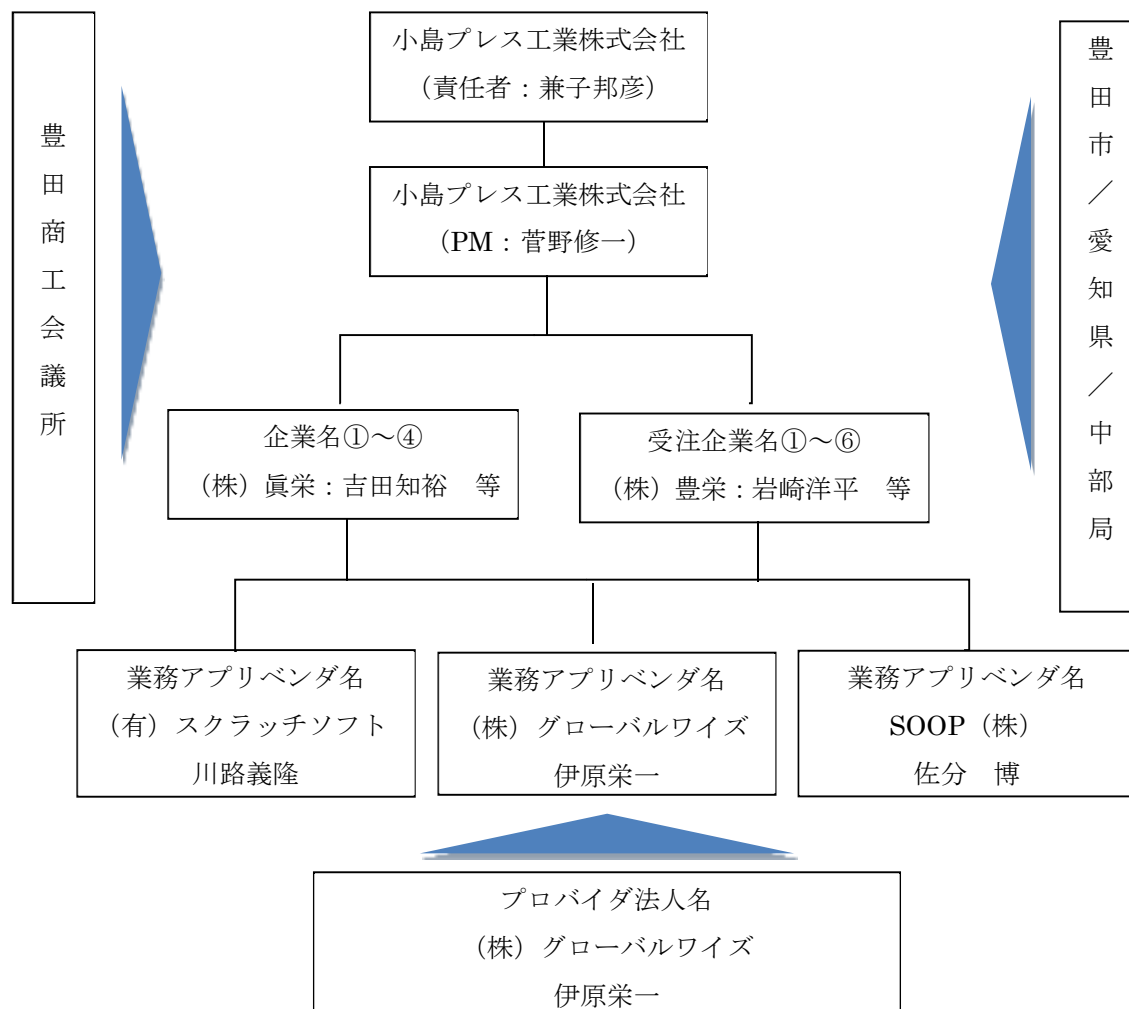 小島プレス工業株式会社
（責任者：兼子邦彦）
小島プレス工業株式会社
（PM：菅野修一）
豊田商工会議所
豊田市／愛知県／中部局
企業名①～④
（株）眞栄：吉田知裕　等
受注企業名①～⑥
（株）豊栄：岩崎洋平　等
業務アプリベンダ名
（有）スクラッチソフト
川路義隆
業務アプリベンダ名
（株）グローバルワイズ
伊原栄一
業務アプリベンダ名
SOOP（株）
佐分　博
プロバイダ法人名
（株）グローバルワイズ
伊原栄一